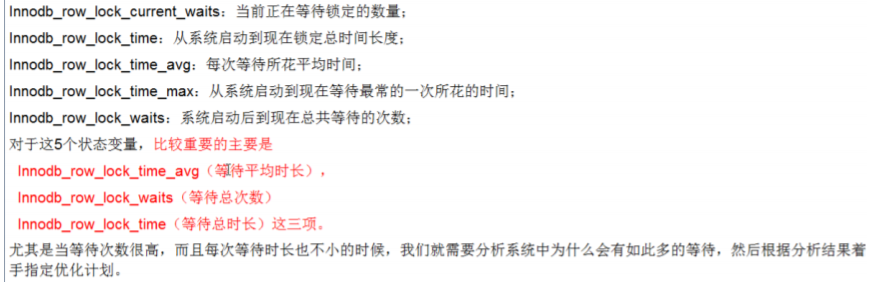 Innodb_row_lock_current_waits：当前正在等待锁定的数量；
Innodb_row_lock_time：从系统启动到现在锁定总时间长度；
Innodb_row_lock_time_avg：每次等待所花平均时间；
Innodb_row_lock_time_max：从系统启动到现在等待最常的一次所花的时间；
Innodb_row_lock_waits：系统启动后到现在总共等待的次数；
对于这5个状态变量，比较重要的主要是
Innodb_row_lock_time_avg（等待平均时长），
Innodb_row_lock_waits（等待总次数）
Innodb_row_lock_time（等待总时长）这三项。
尤其是当等待次数很高，而且每次等待时长也不小的时候，我们就需要分析系统中为什么会有如此多的等待，然后根据分析结果着
手指定优化计划。